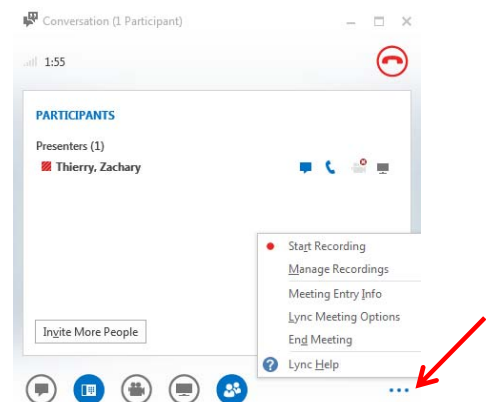 Conversation (1 Participant)
1:55
PARTICIPANTS
Presenters (1)
Thierry, Zachary
Start Recording
Manage Recordings
Meeting Entry Info
Lync Meeting Options
End Meeting
Lync Help
Invite More People